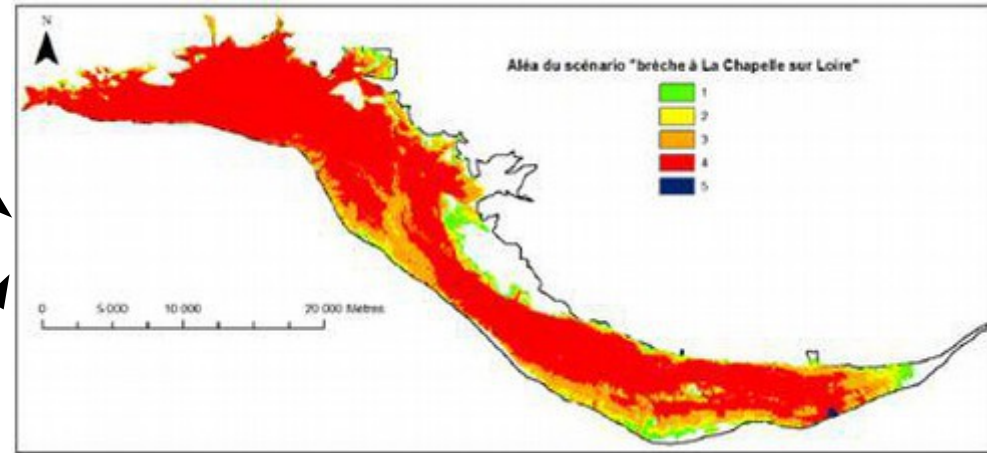 N
Aléa du scénario "brèche à La Chapelle sur Loire"
1
2
3
4
5
0 5 000 10 000 20 000 Mètres